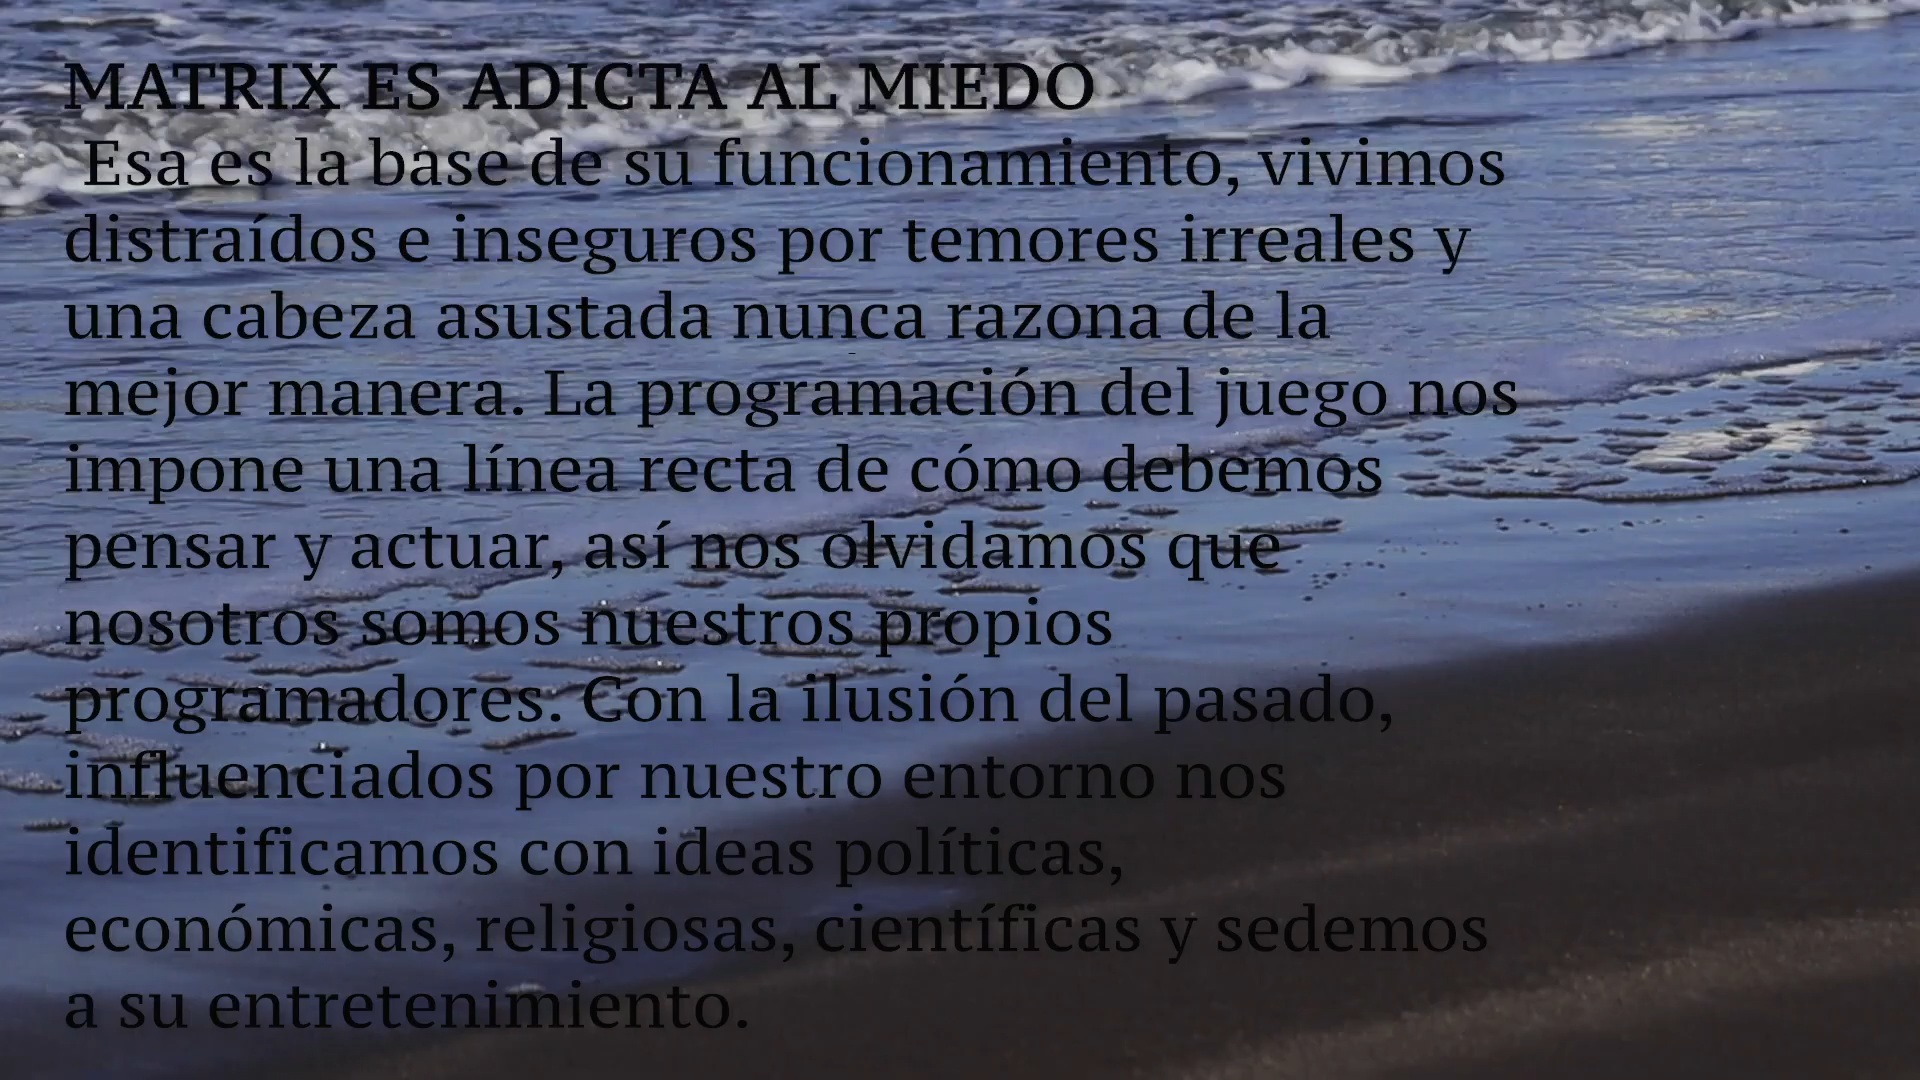 MATRIX ES ADICTA AL MIEDO
Esa es la base de su funcionamiento, vivimos
distraídos e inseguros por temores irreales y
una cabeza asustada nunca razona de la
mejor manera. La programación del juego nos
impone una línea recta de cómo debemos
pensar y actuar, así nos olvidamos que
nosotros somos nuestros propios
programadores. Con la ilusión del pasado,
influenciados por nuestro entorno nos
identificamos con ideas políticas,
económicas, religiosas, científicas y sedemos
a su entretenimiento.